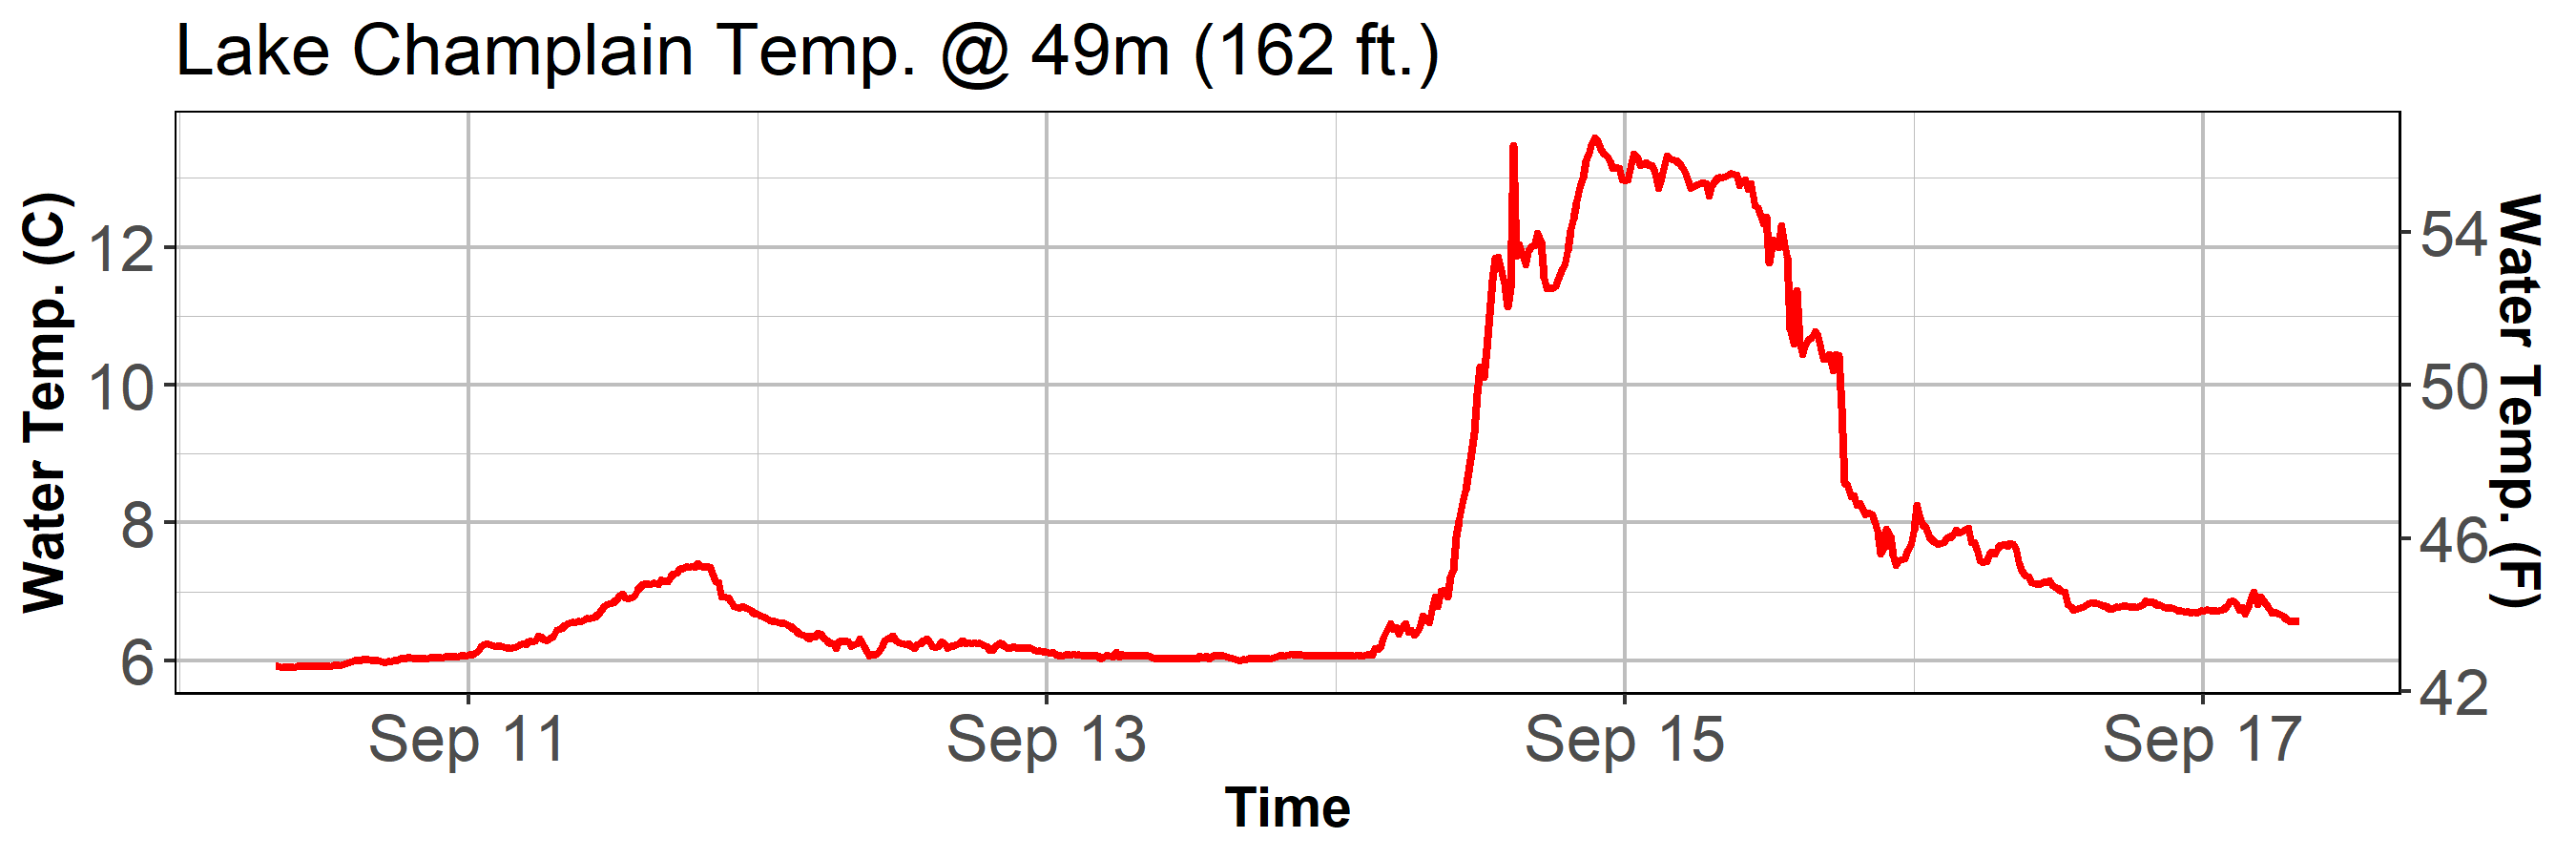 Lake Champlain Temp. @ 49m (162 ft.)
Water Temp. (C)
12
10
8
6
54
50
46
42
Water Temp. (F)
Sep 11 Sep 13 Sep 15 Sep 17
Time